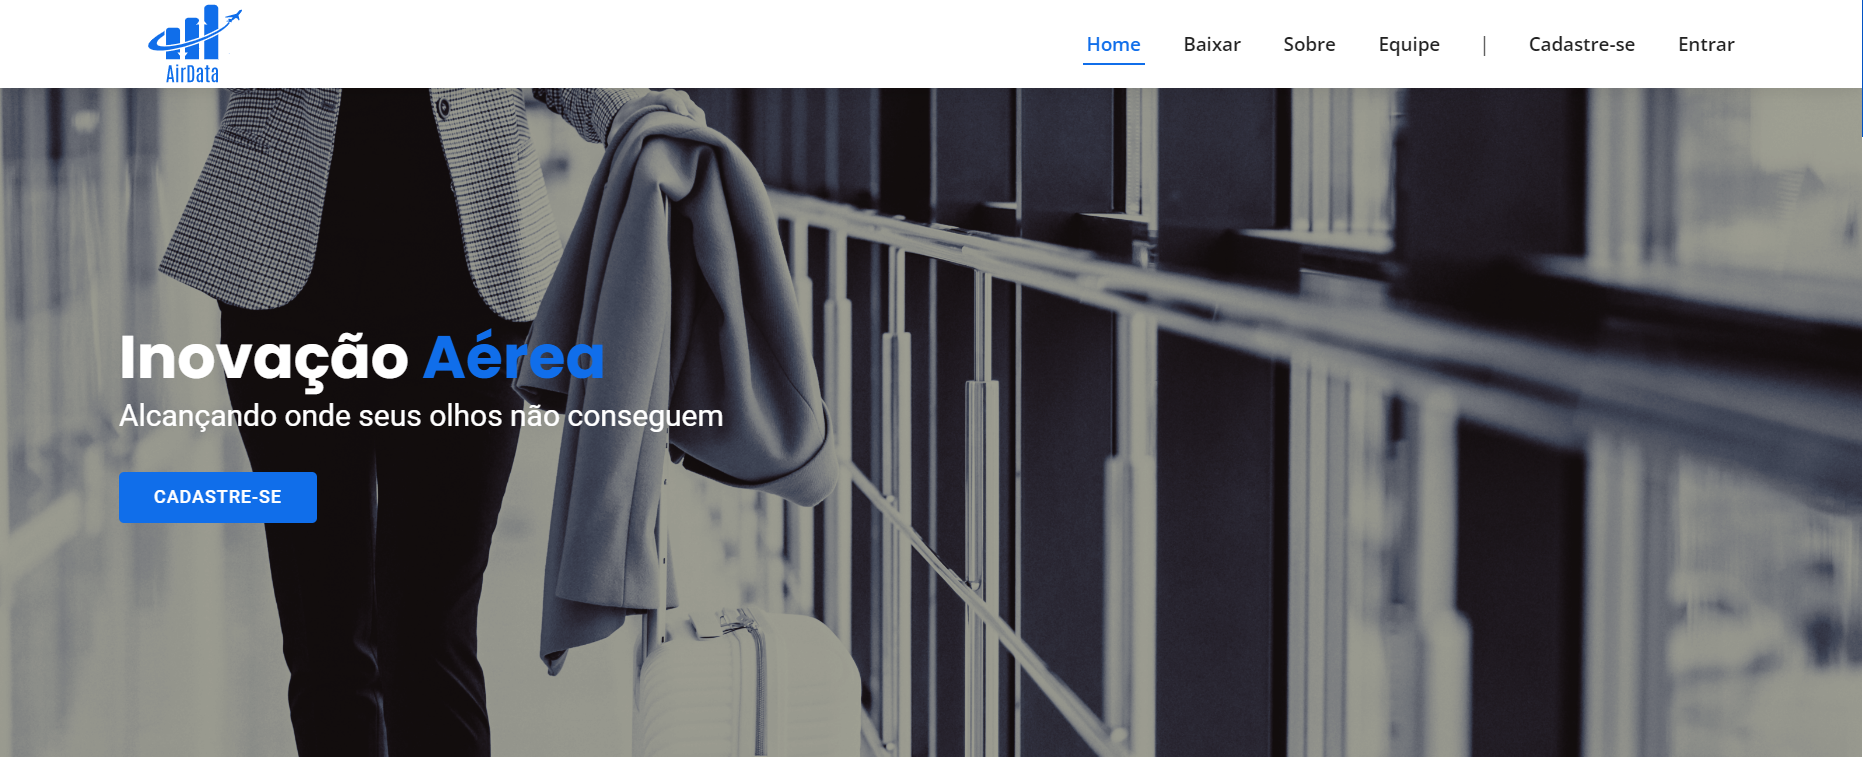 AirData
Home Baixar Sobre Equipe | Cadastre-se Entrar
Inovação Aérea
Alcançando onde seus olhos não conseguem
CADASTRE-SE